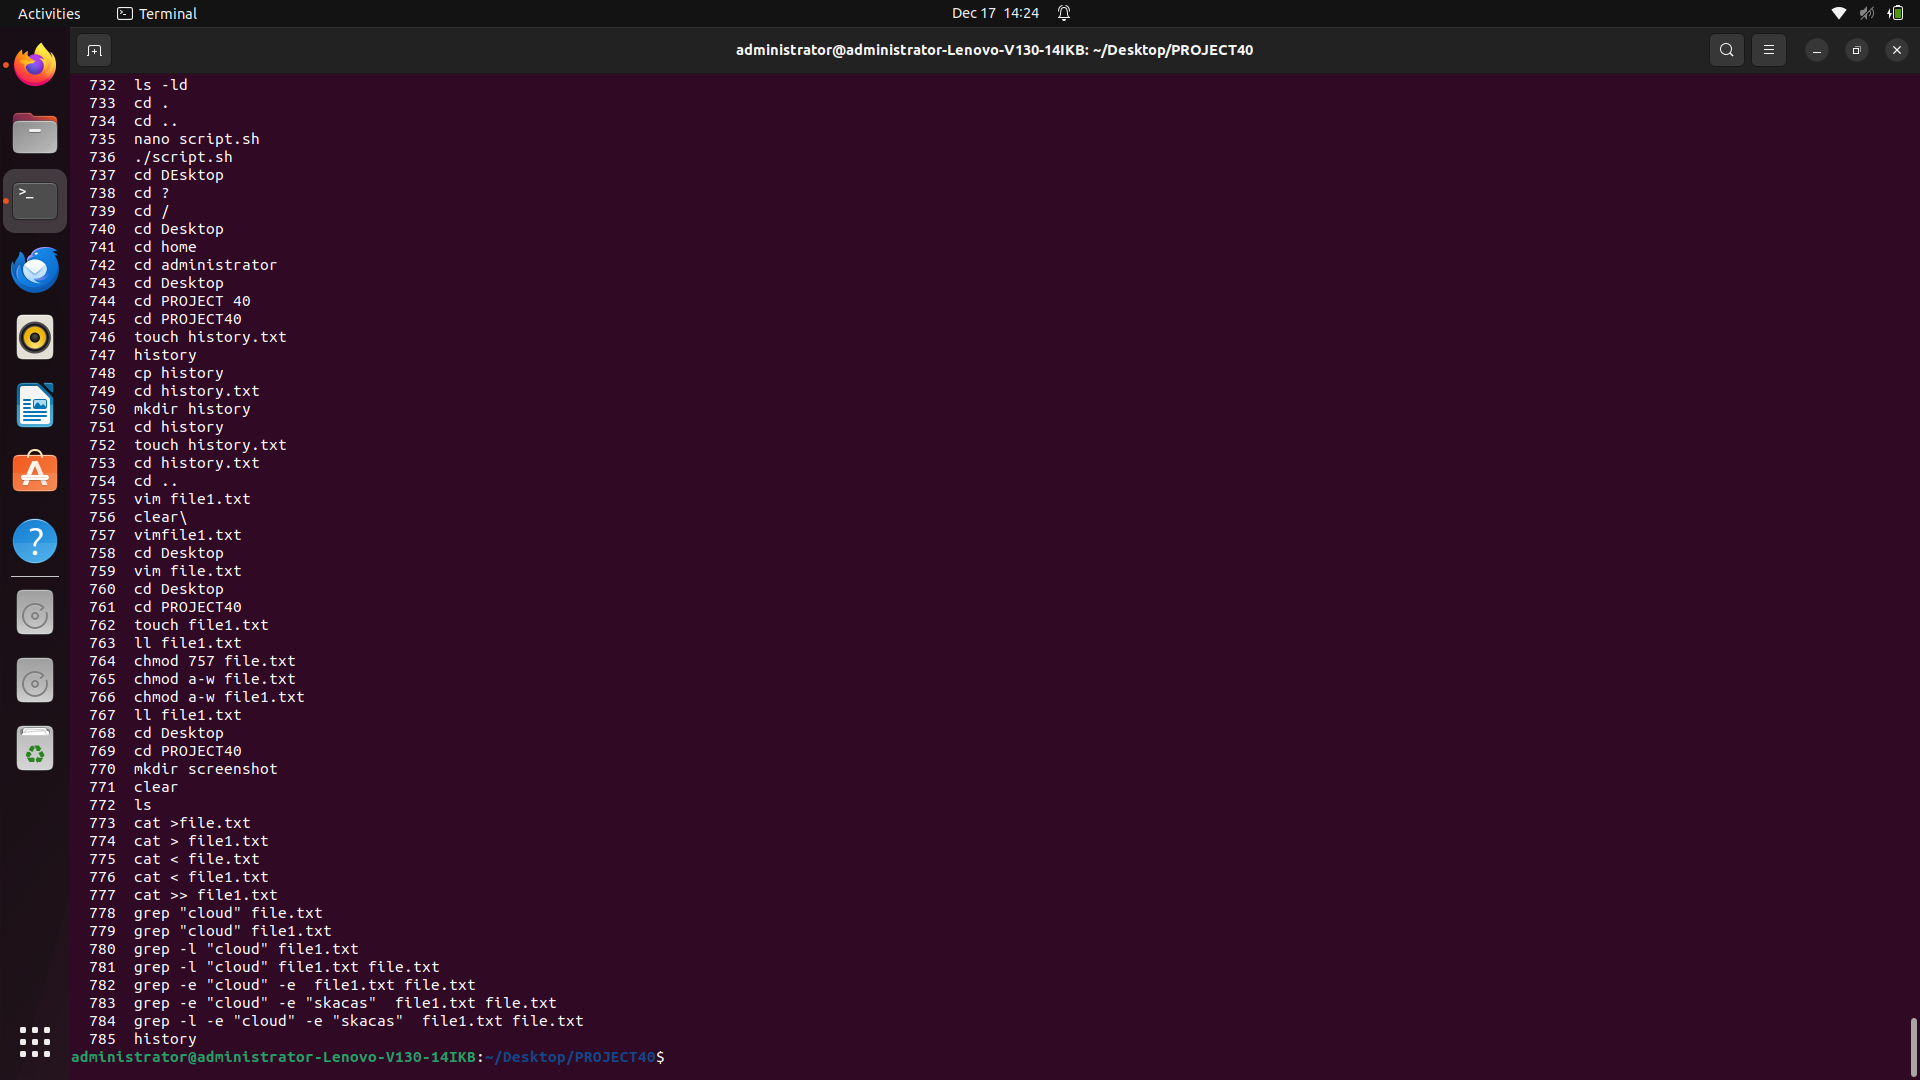 Activities Terminal Dec 17 14:24
administrator@administrator-Lenovo-V130-14IKB: ~/Desktop/PROJECT40
732 ls -ld
733 cd .
734 cd ..
735 nano script.sh
736 ./script.sh
737 cd DEsktop
738 cd ?
739 cd /
740 cd Desktop
741 cd home
742 cd administrator
743 cd Desktop
744 cd PROJECT 40
745 cd PROJECT40
746 touch history.txt
747 history
748 cp history
749 cd history.txt
750 mkdir history
751 cd history
752 touch history.txt
753 cd history.txt
754 cd ..
755 vim file1.txt
756 clear\
757 vimfile1.txt
758 cd Desktop
759 vim file.txt
760 cd Desktop
761 cd PROJECT40
762 touch file1.txt
763 ll file1.txt
764 chmod 757 file.txt
765 chmod a-w file.txt
766 chmod a-w file1.txt
767 ll file1.txt
768 cd Desktop
769 cd PROJECT40
770 mkdir screenshot
771 clear
772 ls
773 cat >file.txt
774 cat > file1.txt
775 cat < file.txt
776 cat < file1.txt
777 cat >> file1.txt
778 grep "cloud" file.txt
779 grep "cloud" file1.txt
780 grep -l "cloud" file1.txt
781 grep -l "cloud" file1.txt file.txt
782 grep -e "cloud" -e  file1.txt file.txt
783 grep -e "cloud" -e "skacas"  file1.txt file.txt
784 grep -l -e "cloud" -e "skacas"  file1.txt file.txt
785 history
administrator@administrator-Lenovo-V130-14IKB:~/Desktop/PROJECT40$